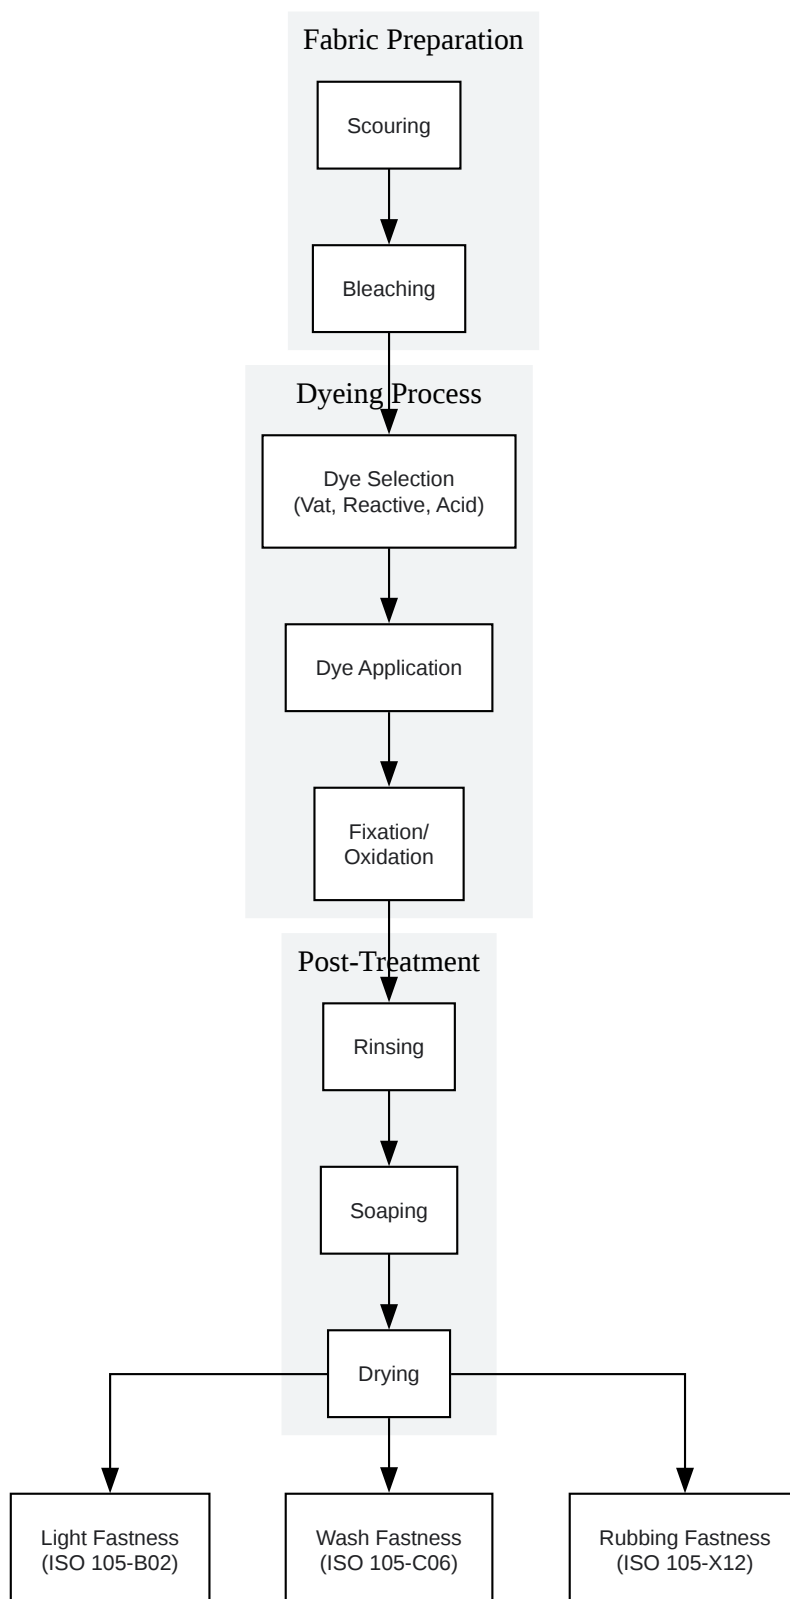 Fabric Preparation
Scouring
Bleaching
Dyeing Process
Dye Selection
(Vat, Reactive, Acid)
Dye Application
Fixation/
Oxidation
Post-Treatment
Rinsing
Soaping
Drying
Light Fastness
(ISO 105-B02)
Wash Fastness
(ISO 105-C06)
Rubbing Fastness
(ISO 105-X12)